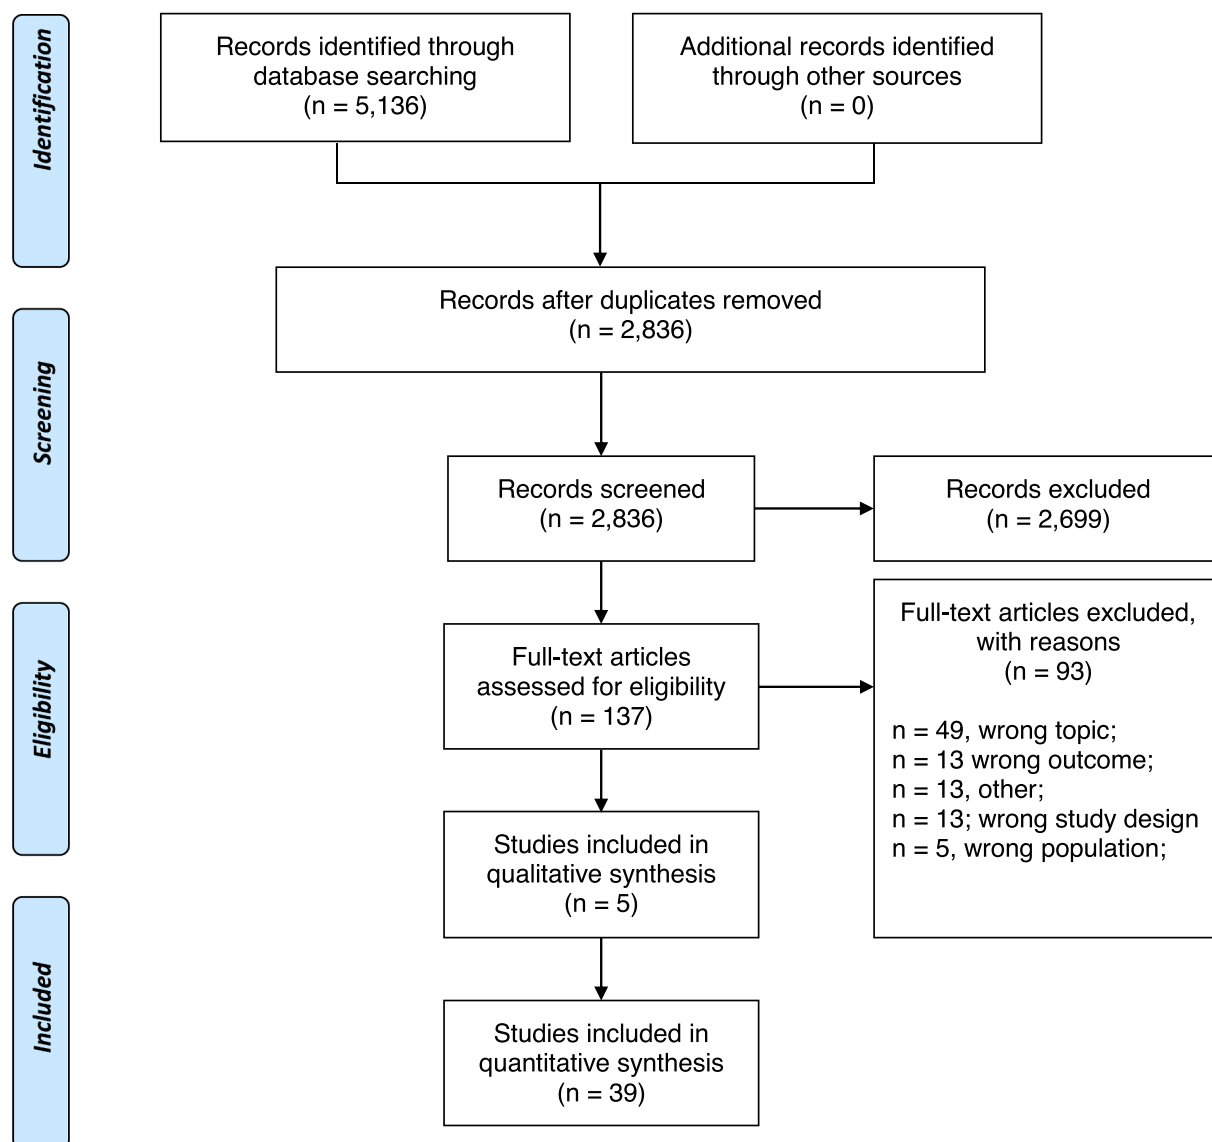 Identification
Records identified through
database searching
(n = 5,136)
Additional records identified
through other sources
(n = 0)
Records after duplicates removed
(n = 2,836)
Screening
Records screened
(n = 2,836)
Records excluded
(n = 2,699)
Eligibility
Full-text articles
assessed for eligibility
(n = 137)
Full-text articles excluded,
with reasons
(n = 93)
n = 49, wrong topic;
n = 13 wrong outcome;
n = 13, other;
n = 13; wrong study design
n = 5, wrong population;
Studies included in
qualitative synthesis
(n = 5)
Included
Studies included in
quantitative synthesis
(n = 39)